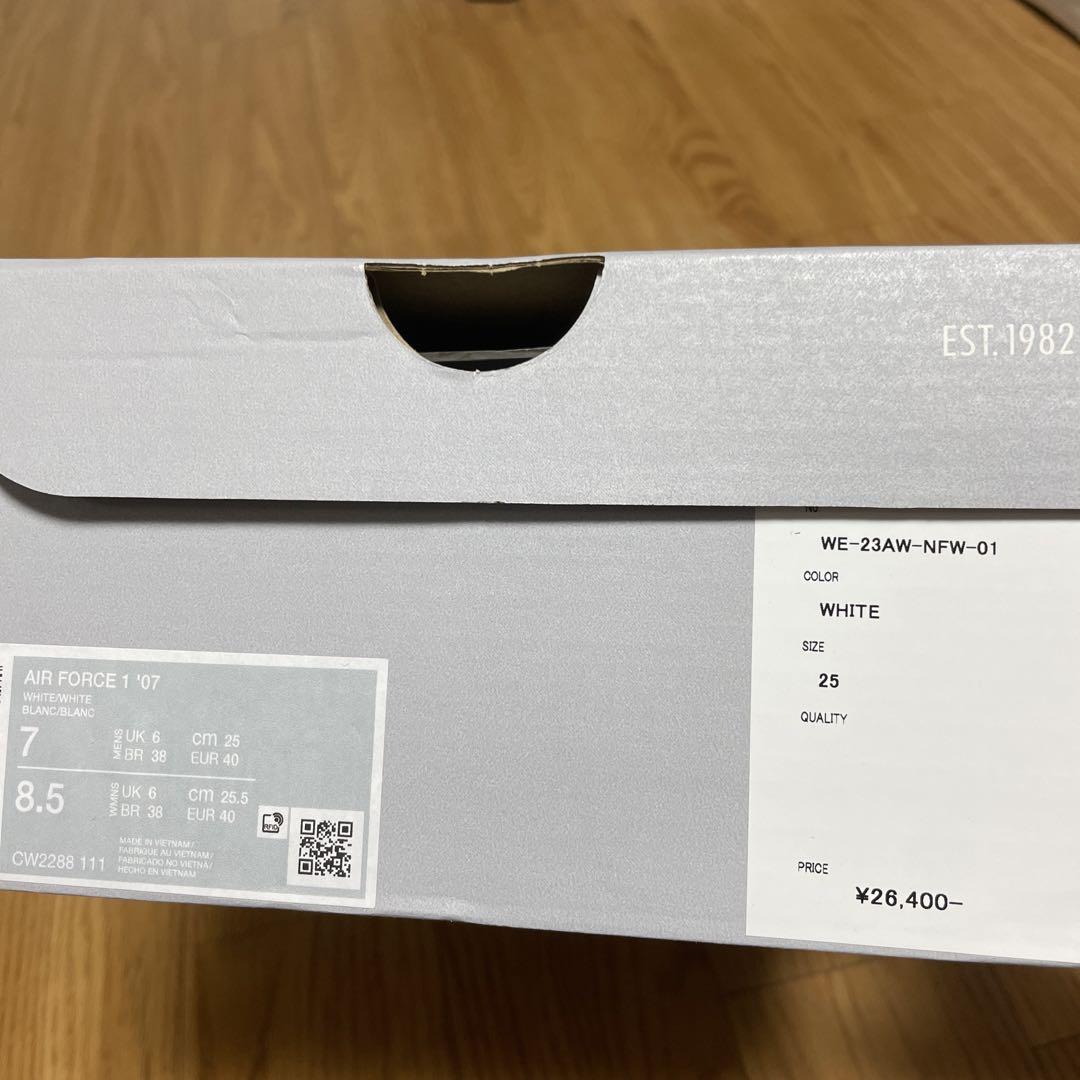 EST. 1982
WE-23AW-NFW-01
COLOR
WHITE
SIZE
25
QUALITY
PRICE
¥26,400-
AIR FORCE 1 '07
WHITE/WHITE
BLANC/BLANC
7 MENS UK 6 cm 25
BR 38 EUR 40
8.5 WMNS UK 6 cm 25.5
BR 38 EUR 40
RFID
CW2288 111
MADE IN VIETNAM/
FABRIQUE AU VIETNAM/
FABRICADO NO VIETNÃ/
HECHO EN VIETNAM